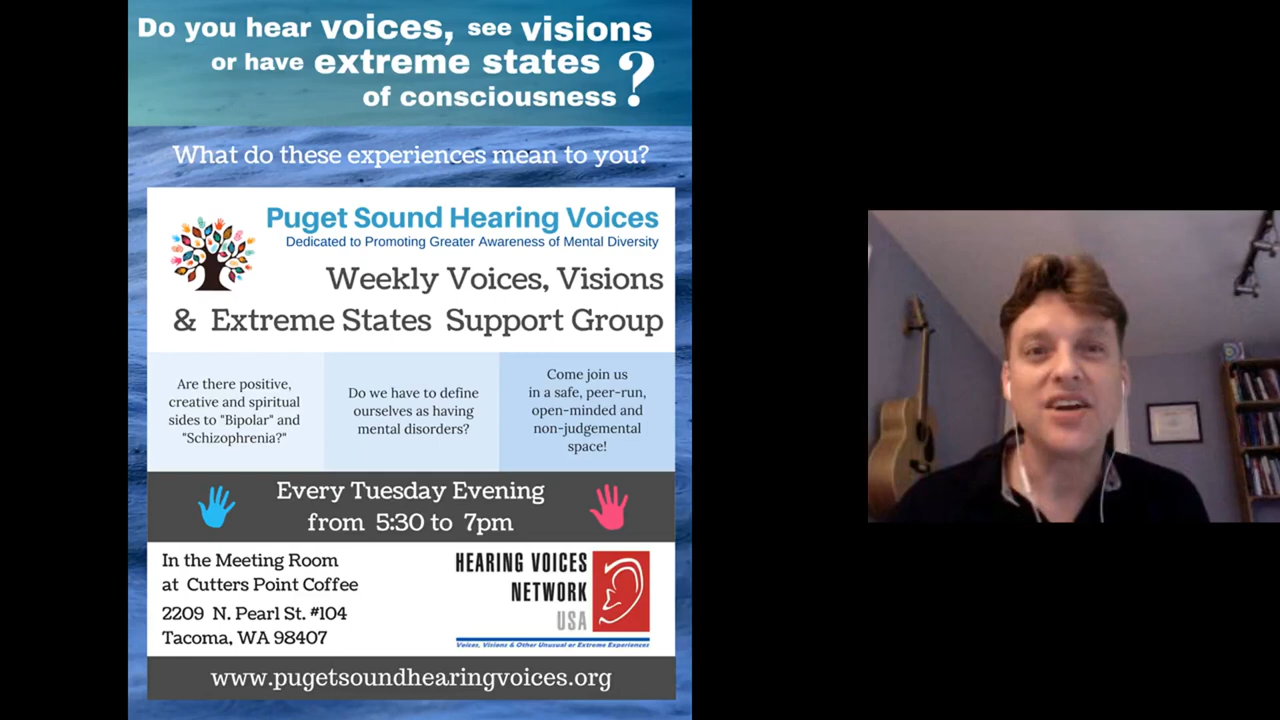 Do you hear voices, see visions
or have extreme states
of consciousness ?
What do these experiences mean to you?
Puget Sound Hearing Voices
Dedicated to Promoting Greater Awareness of Mental Diversity
Weekly Voices, Visions
& Extreme States Support Group
Are there positive,
creative and spiritual
sides to "Bipolar" and
"Schizophrenia?"
Do we have to define
ourselves as having
mental disorders?
Come join us
in a safe, peer-run,
open-minded and
non-judgemental
space!
Every Tuesday Evening
from 5:30 to 7pm
In the Meeting Room
at Cutters Point Coffee
2209 N. Pearl St. #104
Tacoma, WA 98407
HEARING VOICES
NETWORK
USA
Voices, Visions & Other Unusual or Extreme Experiences
www.pugetsoundhearingvoices.org